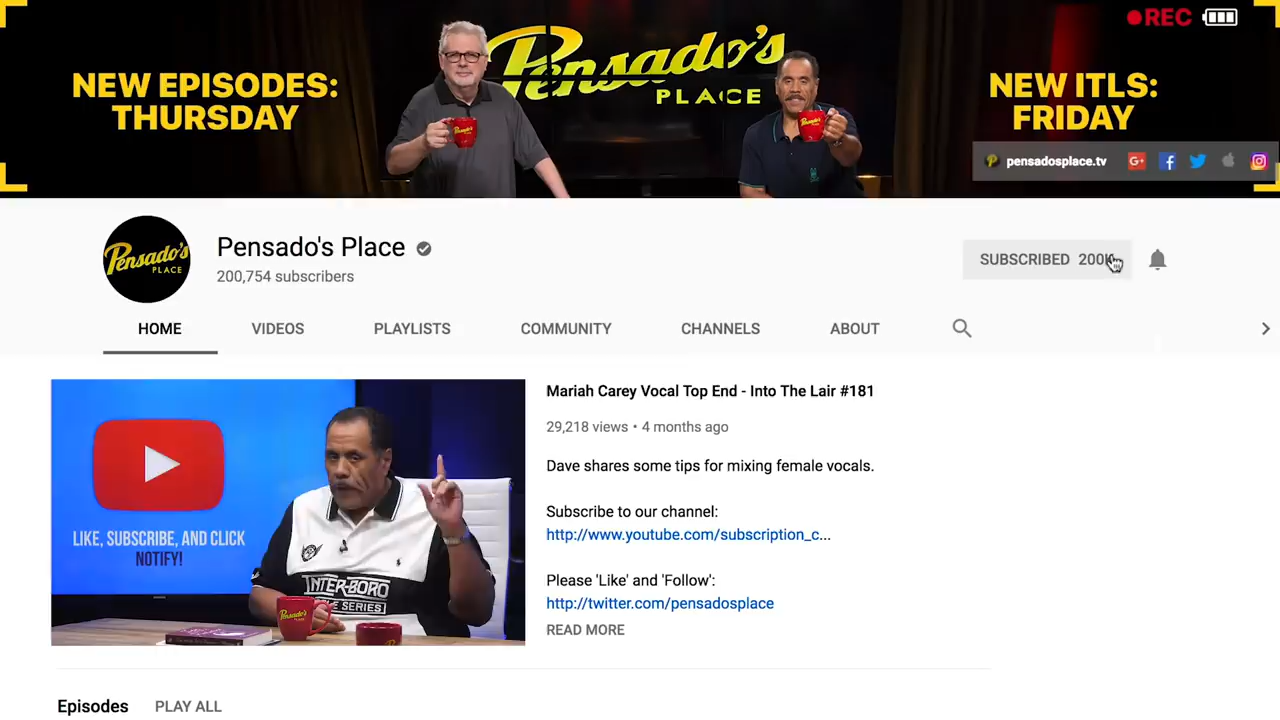 REC
Pensado's
PLACE
NEW EPISODES:
THURSDAY
NEW ITLS:
FRIDAY
pensadosplace.tv
Pensado's
PLACE
Pensado's Place
200,754 subscribers
SUBSCRIBED 200K
HOME VIDEOS PLAYLISTS COMMUNITY CHANNELS ABOUT
LIKE, SUBSCRIBE, AND CLICK
NOTIFY!
INTER-BORO
SERIES
Pensado's
Mariah Carey Vocal Top End - Into The Lair #181
29,218 views • 4 months ago
Dave shares some tips for mixing female vocals.
Subscribe to our channel:
http://www.youtube.com/subscription_c...
Please 'Like' and 'Follow':
http://twitter.com/pensadosplace
READ MORE
Episodes PLAY ALL